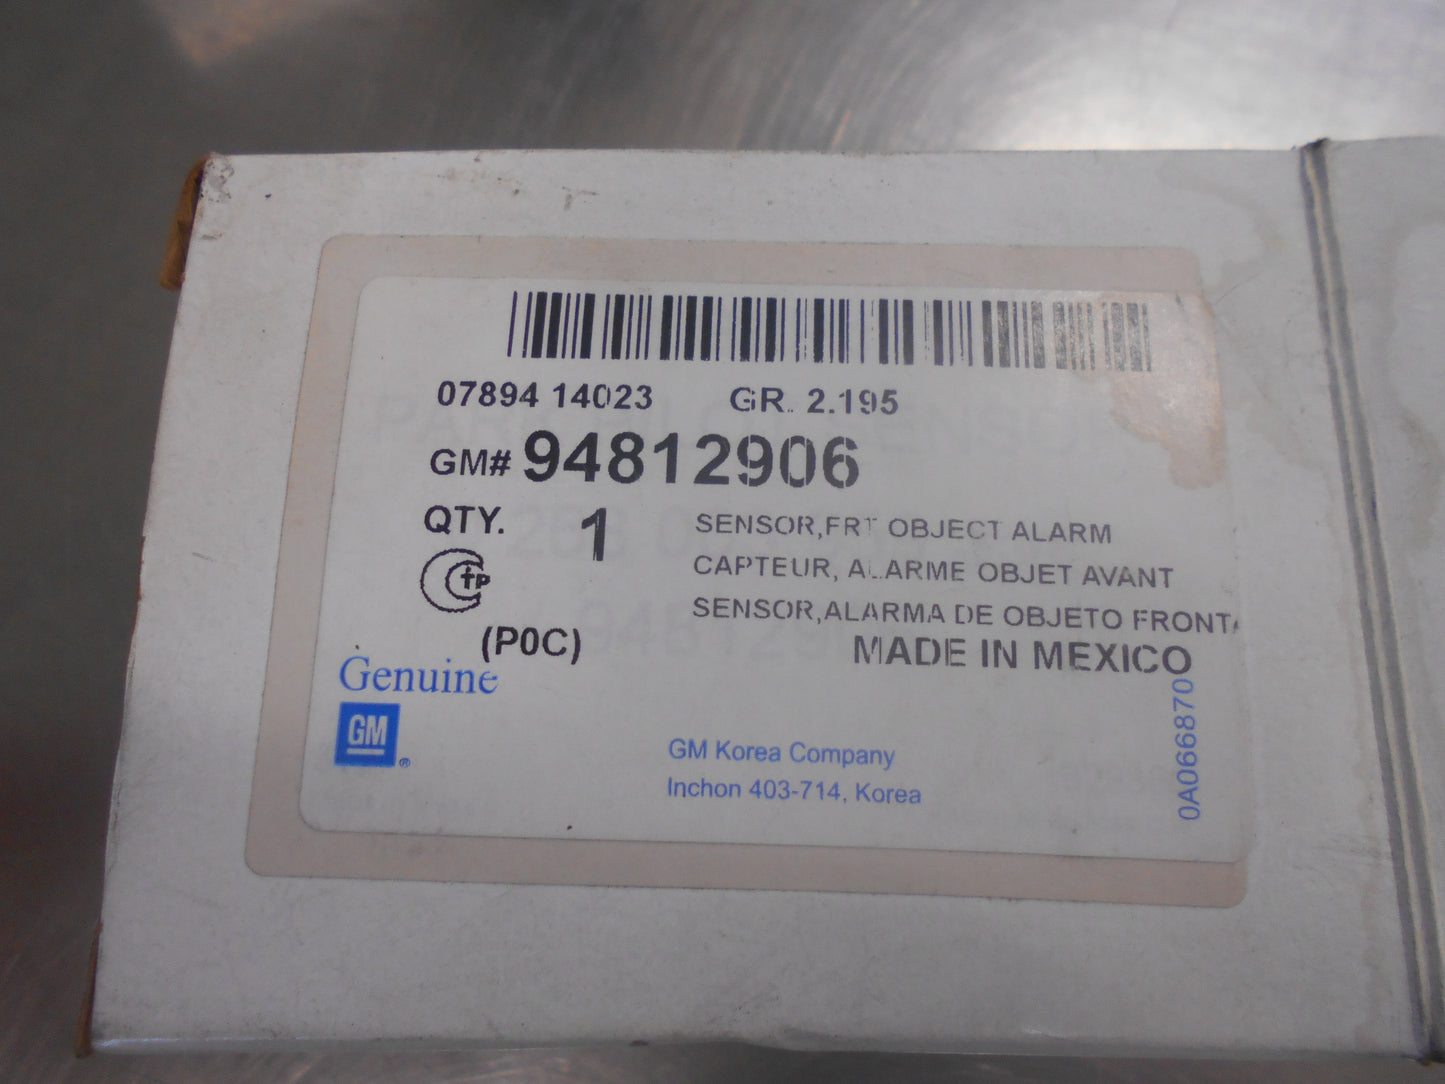 07894 14023 GR. 2.195
GM# 94812906
QTY. 1
SENSOR,FRT OBJECT ALARM
CAPTEUR, ALARME OBJET AVANT
SENSOR,ALARMA DE OBJETO FRONT
(P0C)
MADE IN MEXICO
Genuine
GM
®
GM Korea Company
Inchon 403-714, Korea
0A066870